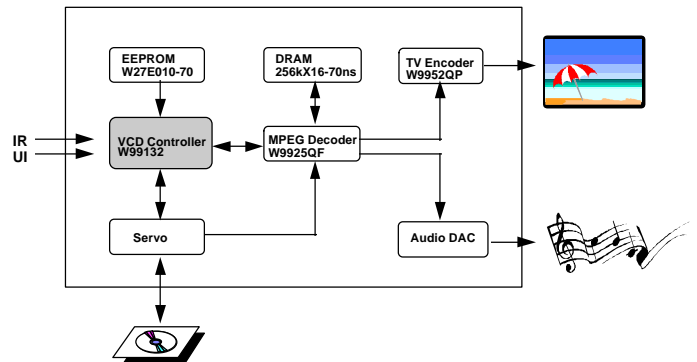 EEPROM
W27E010-70
DRAM
256kX16-70ns
TV Encoder
W9952QP
IR
UI
VCD Controller
W99132
MPEG Decoder
W9925QF
Servo
Audio DAC